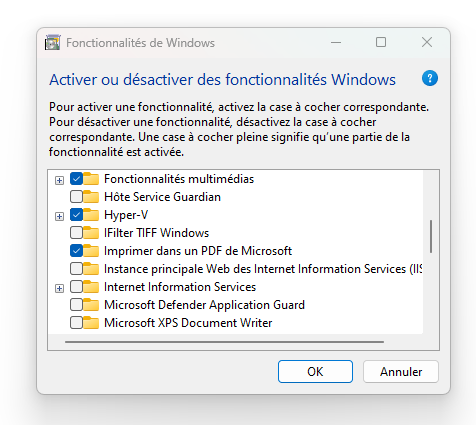 Fonctionnalités de Windows
Activer ou désactiver des fonctionnalités Windows
?
Pour activer une fonctionnalité, activez la case à cocher correspondante.
Pour désactiver une fonctionnalité, désactivez la case à cocher
correspondante. Une case à cocher pleine signifie qu'une partie de la
fonctionnalité est activée.
Fonctionnalités multimédias
Hôte Service Guardian
Hyper-V
IFilter TIFF Windows
Imprimer dans un PDF de Microsoft
Instance principale Web des Internet Information Services (IIS
Internet Information Services
Microsoft Defender Application Guard
Microsoft XPS Document Writer
OK
Annuler